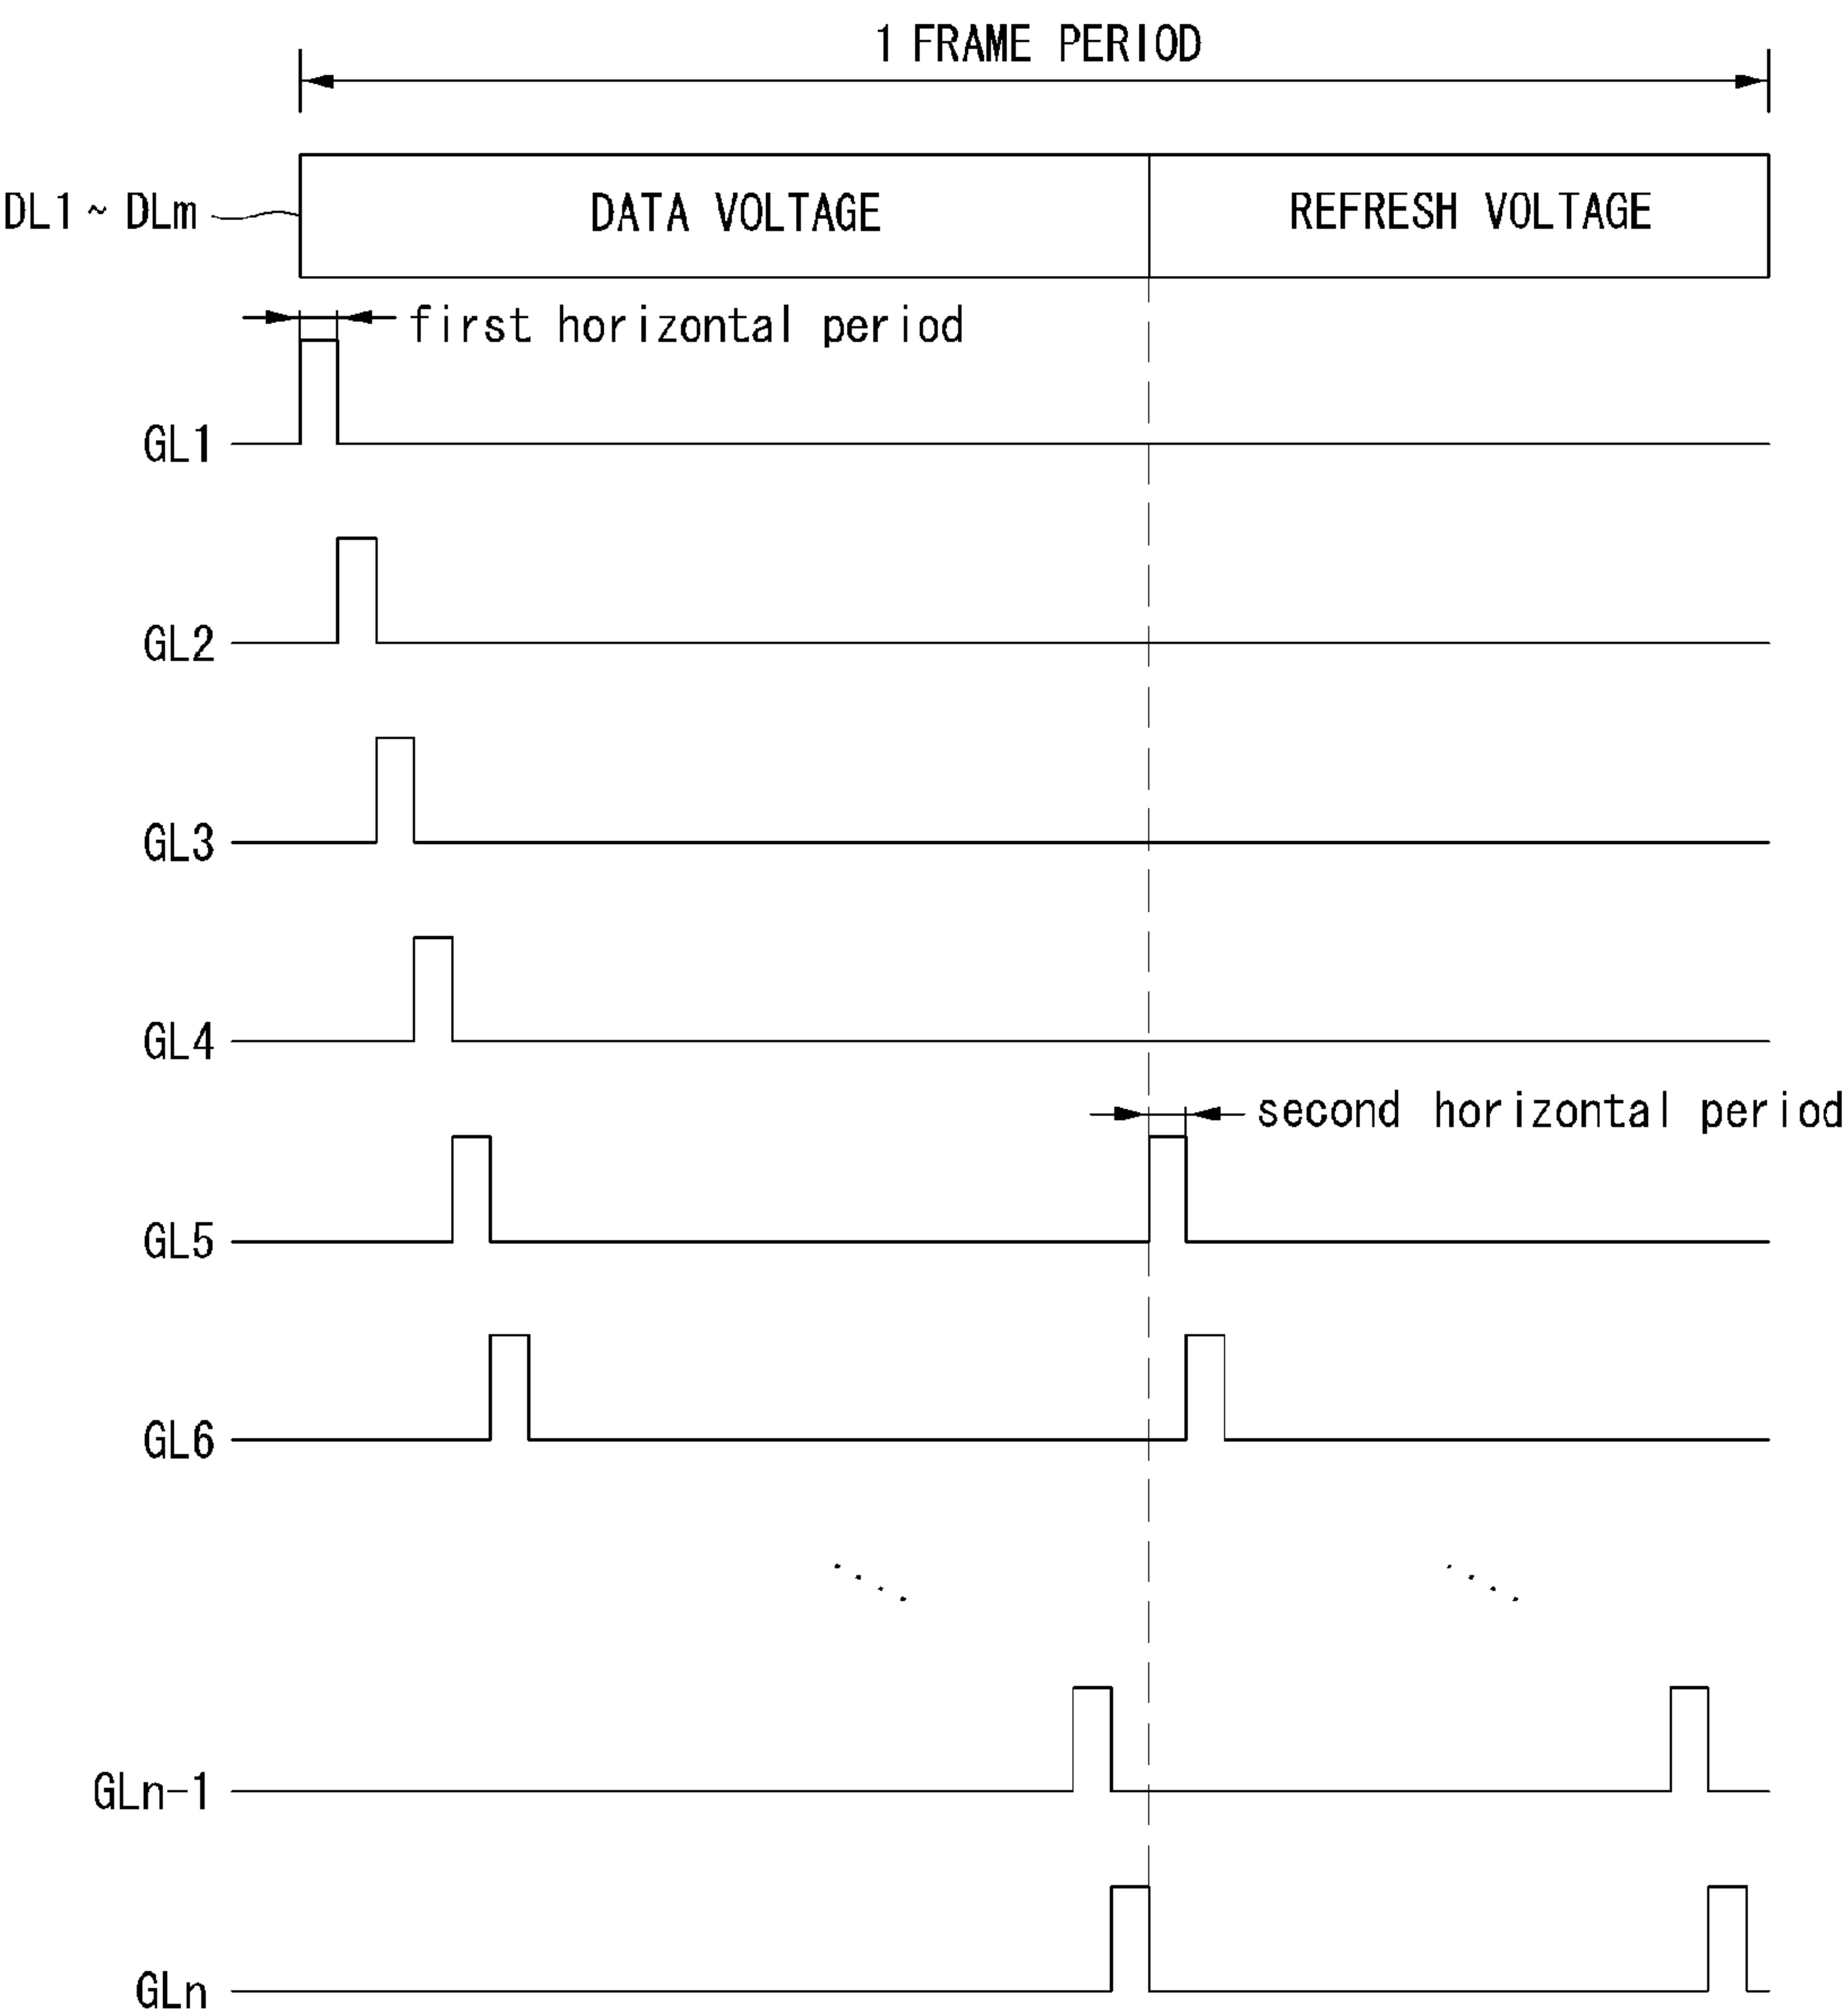 1 FRAME PERIOD
DL1 ~ DLm
DATA VOLTAGE
REFRESH VOLTAGE
first horizontal period
GL1
GL2
GL3
GL4
second horizontal period
GL5
GL6
GLn-1
GLn